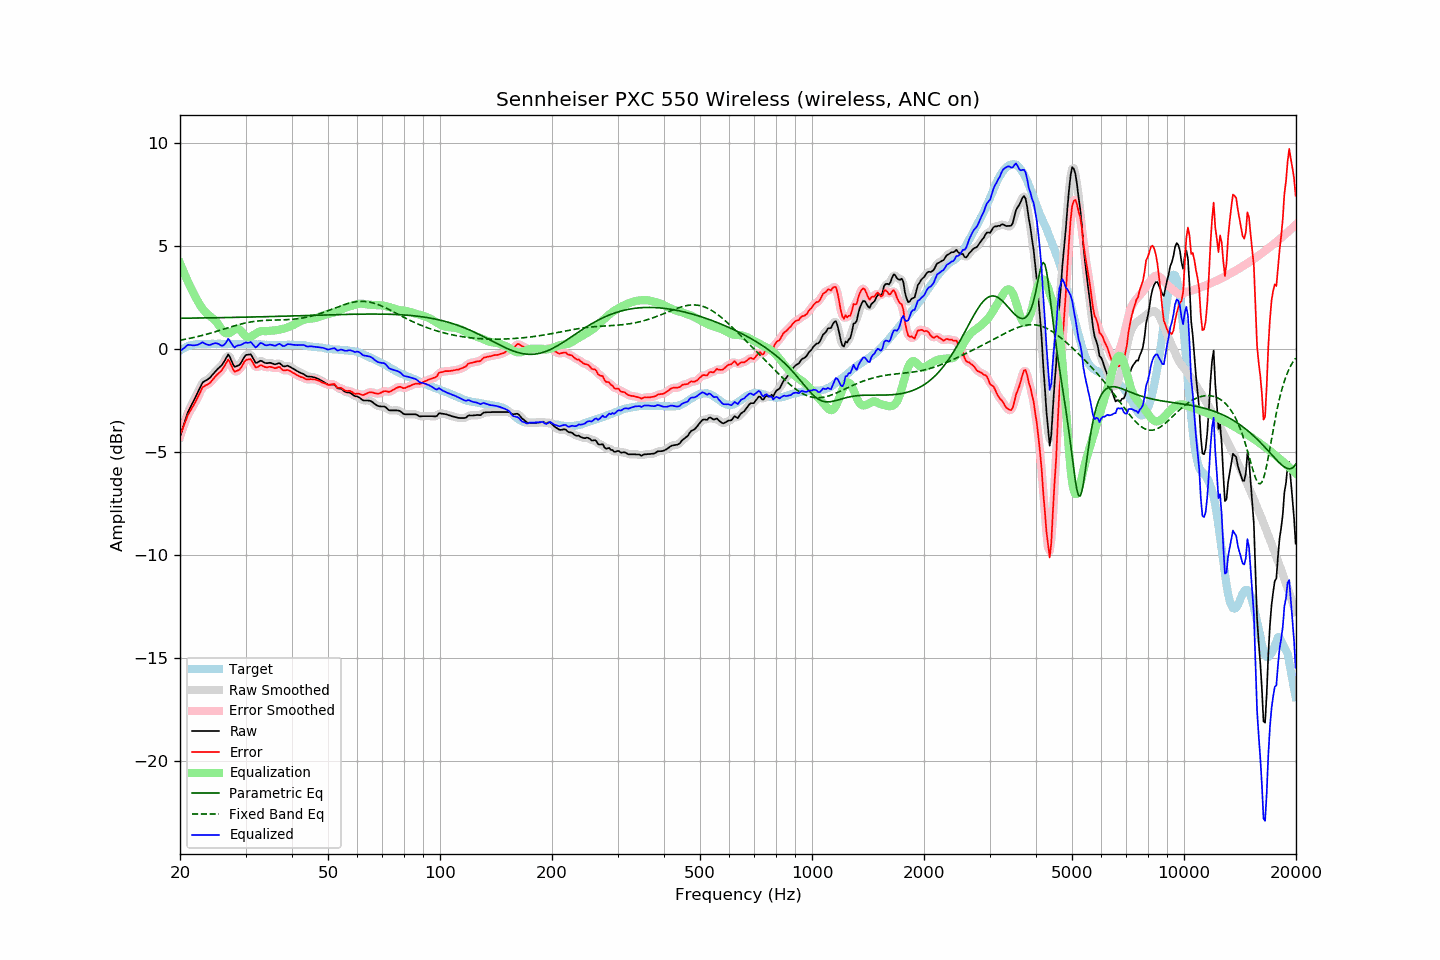 Sennheiser PXC 550 Wireless (wireless, ANC on)
10
5
0
−5
−10
−15
−20
Amplitude (dBr)
Target
Raw Smoothed
Error Smoothed
Raw
Error
Equalization
Parametric Eq
Fixed Band Eq
Equalized
20 50 100 200 500 1000 2000 5000 10000 20000
Frequency (Hz)